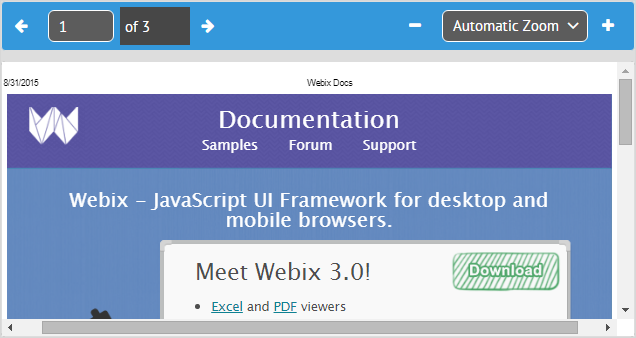 1 of 3 Automatic Zoom
8/31/2015 Webix Docs
Documentation
Samples Forum Support
Webix - JavaScript UI Framework for desktop and
mobile browsers.
Meet Webix 3.0!
Download
Excel and PDF viewers